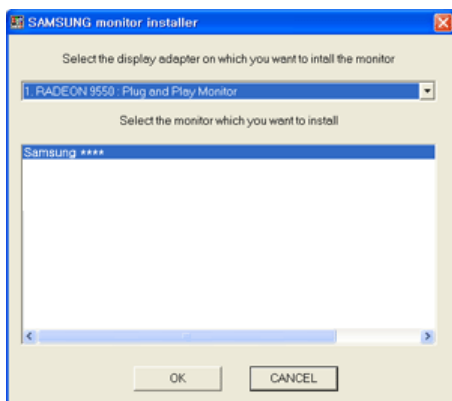 SAMSUNG monitor installer
Select the display adapter on which you want to intall the monitor
1. RADEON 9550 : Plug and Play Monitor
Select the monitor which you want to install
Samsung ****
OK
CANCEL